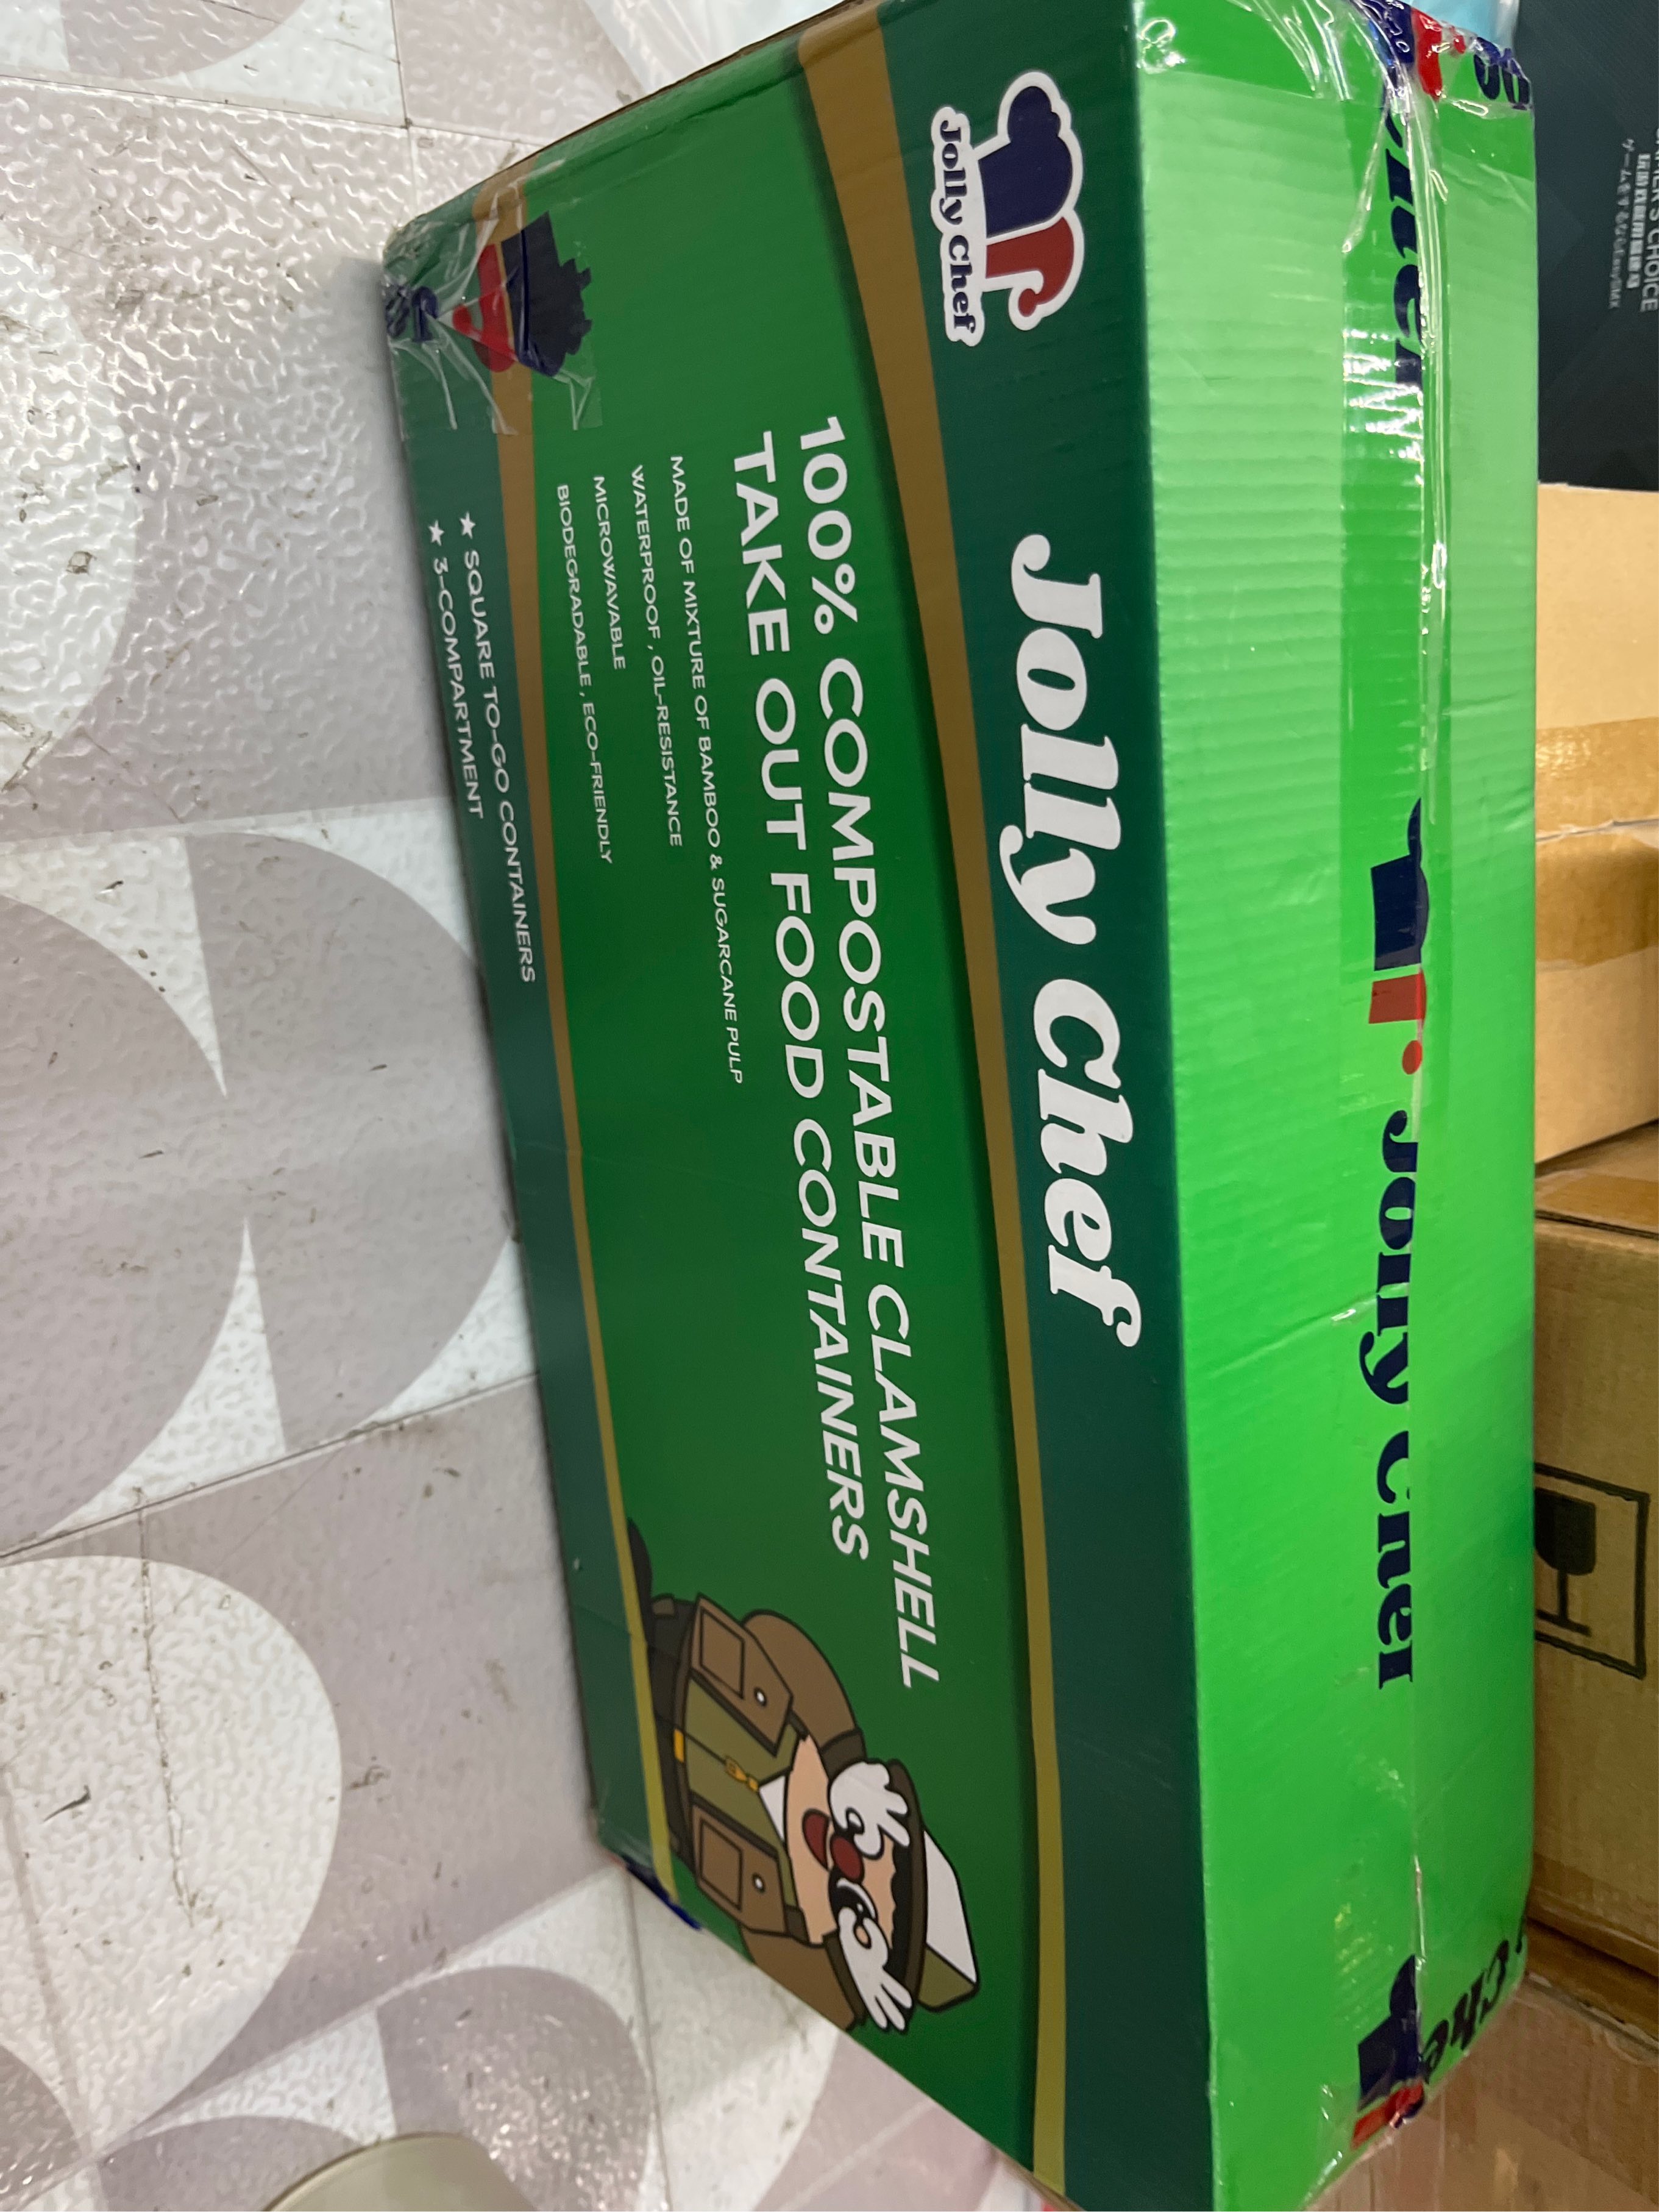 Jolly Chef
Jolly Chef
100% COMPOSTABLE CLAMSHELL
TAKE OUT FOOD CONTAINERS
MADE OF MIXTURE OF BAMBOO & SUGARCANE PULP
WATERPROOF , OIL-RESISTANCE
MICROWAVABLE
BIODEGRADABLE , ECO-FRIENDLY
★ SQUARE TO-GO CONTAINERS
★ 3-COMPARTMENT
Jolly Chef
CHOICE